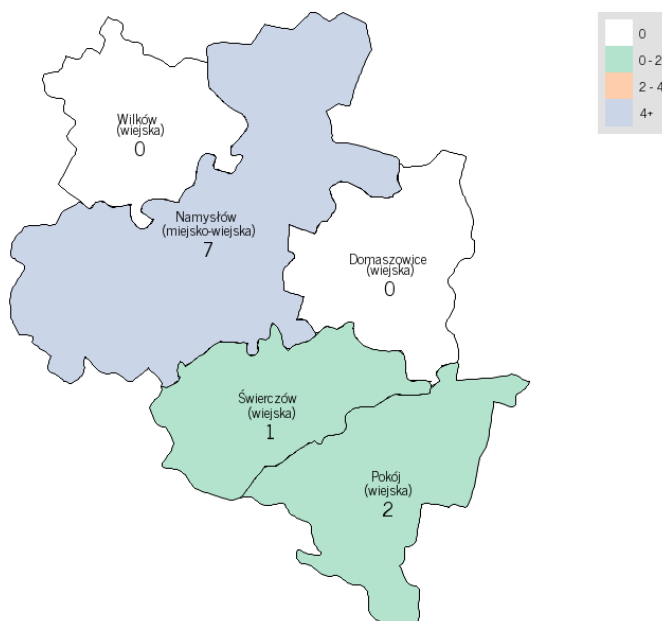 0
0-2
2 - 4
4+
Wilków
(wiejska)
0
Namysłów
(miejsko-wiejska)
7
Domaszowice
(wiejska)
0
Świerczów
(wiejska)
1
Pokój
(wiejska)
2